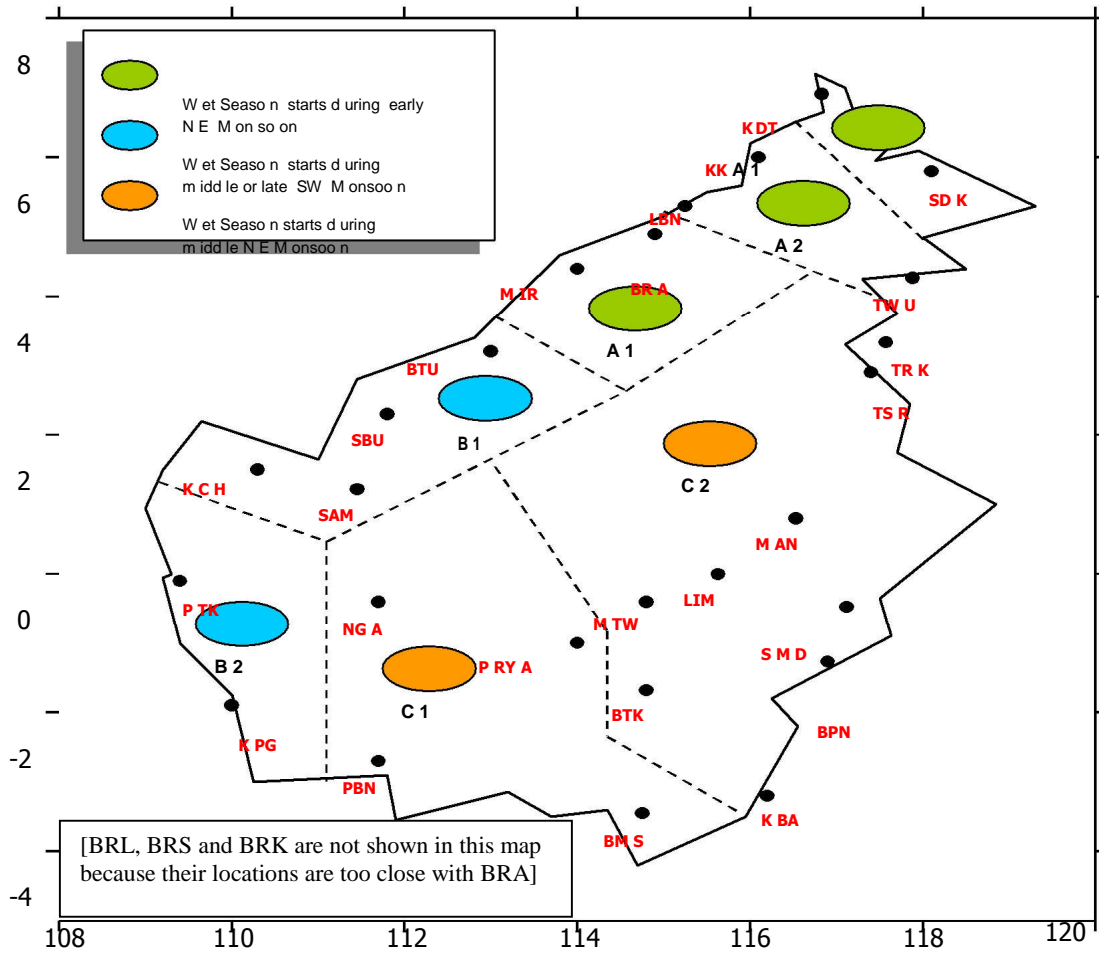 8
6
4
2
0
-2
-4
W et Seaso n starts d uring early
N E M on so on
W et Season starts d uring
m idd le or late SW M onsoo n
W et Seaso n starts d uring
m idd le N E M onsoo n
K DT
KK A 1
SD K
LBN
A 2
M IR
BR A
TW U
A 1
BTU
TR K
TS R
SBU
B 1
C 2
K C H
SAM
M AN
P TK
NG A
M TW
LIM
B 2
P RY A
S M D
C 1
BTK
BPN
K PG
PBN
K BA
BM S
[BRL, BRS and BRK are not shown in this map
because their locations are too close with BRA]
108 110 112 114 116 118 120